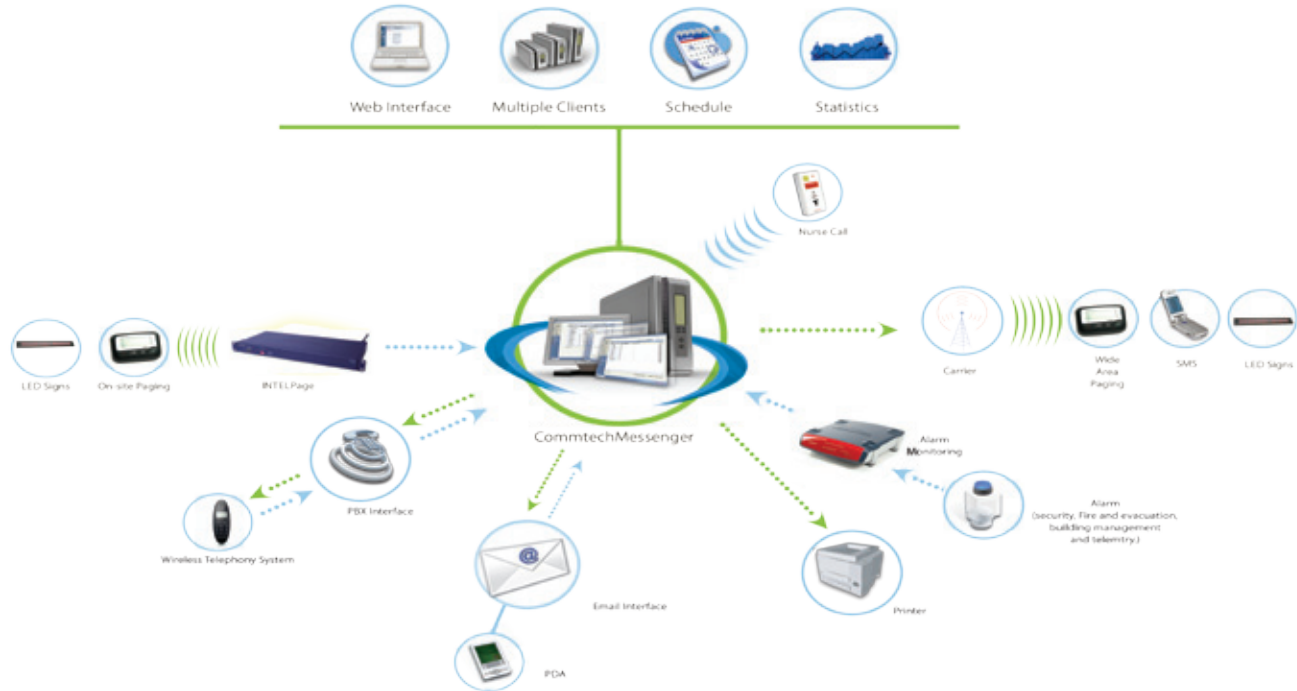 Web Interface
Multiple Clients
Schedule
Statistics
Nurse Call
LED Signs
On-site Paging
INTELPage
CommtechMessenger
Carrier
Wide
Area
Paging
SMS
LED Signs
Alarm
Monitoring
PBX Interface
Alarm
(security, Fire and evacuation,
building management
and telemtry.)
Wireless Telephony System
@
Email Interface
Printer
PDA